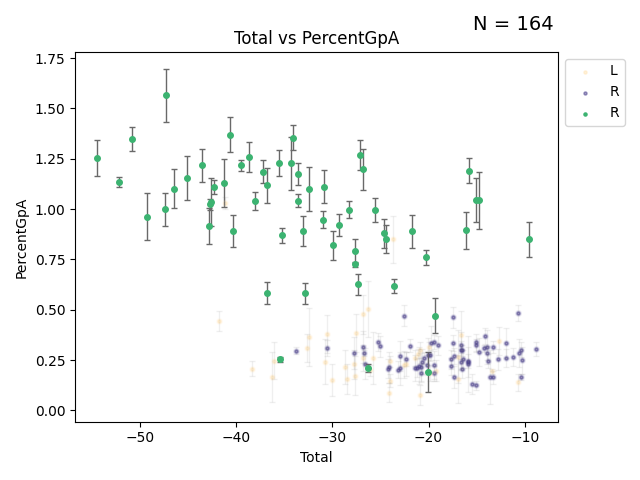 N = 164
Total vs PercentGpA
L
R
R
PercentGpA
1.75
1.50
1.25
1.00
0.75
0.50
0.25
0.00
−50
−40
−30
−20
−10
Total